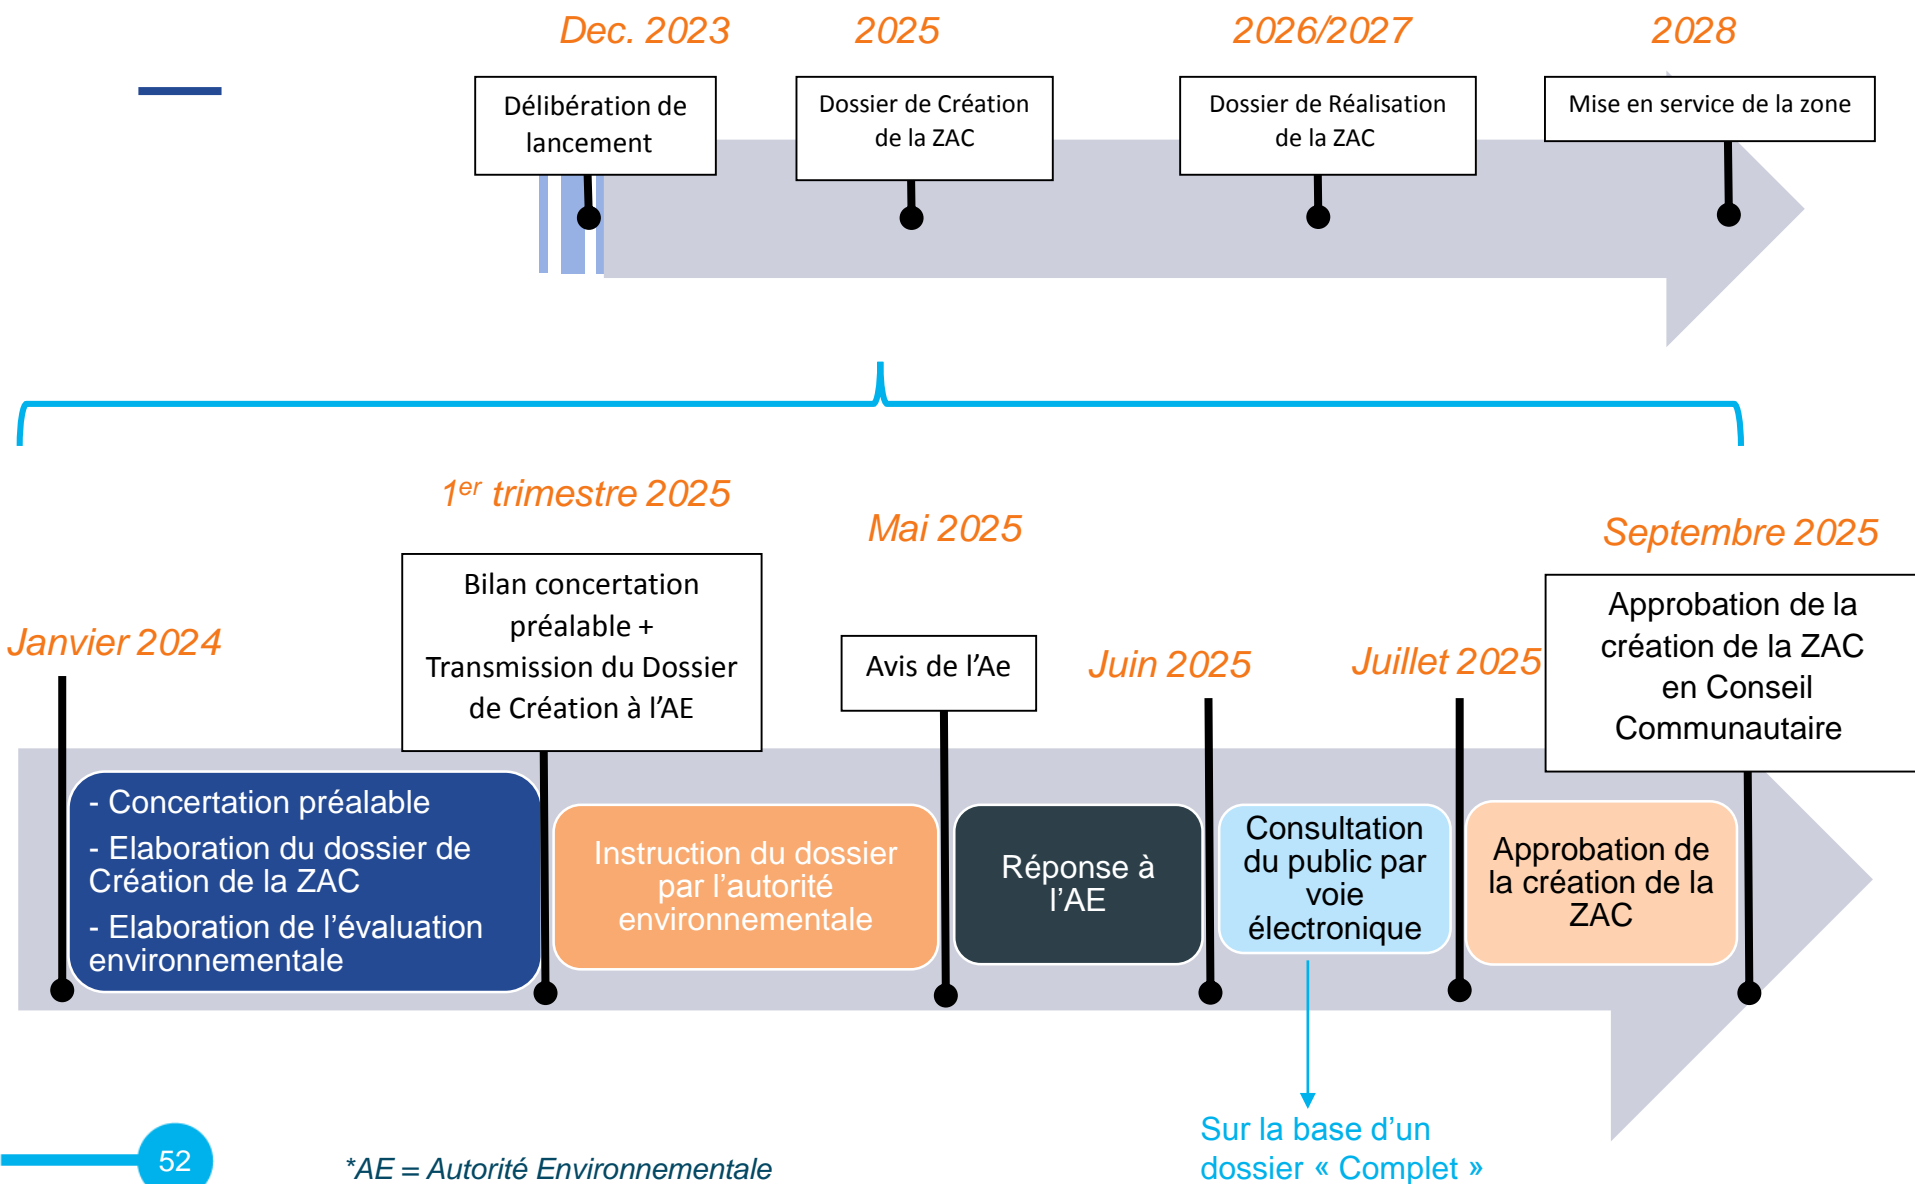 Dec. 2023
2025
2026/2027
2028
Délibération de
lancement
Dossier de Création
de la ZAC
Dossier de Réalisation
de la ZAC
Mise en service de la zone
1er trimestre 2025
Mai 2025
Septembre 2025
Janvier 2024
Bilan concertation
préalable +
Transmission du Dossier
de Création à l’AE
Avis de l’Ae
Juin 2025
Juillet 2025
Approbation de la
création de la ZAC
en Conseil
Communautaire
- Concertation préalable
- Elaboration du dossier de
Création de la ZAC
- Elaboration de l’évaluation
environnementale
Instruction du dossier
par l’autorité
environnementale
Réponse à
l’AE
Consultation
du public par
voie
électronique
Approbation de
la création de la
ZAC
Sur la base d’un
dossier « Complet »
52
*AE = Autorité Environnementale